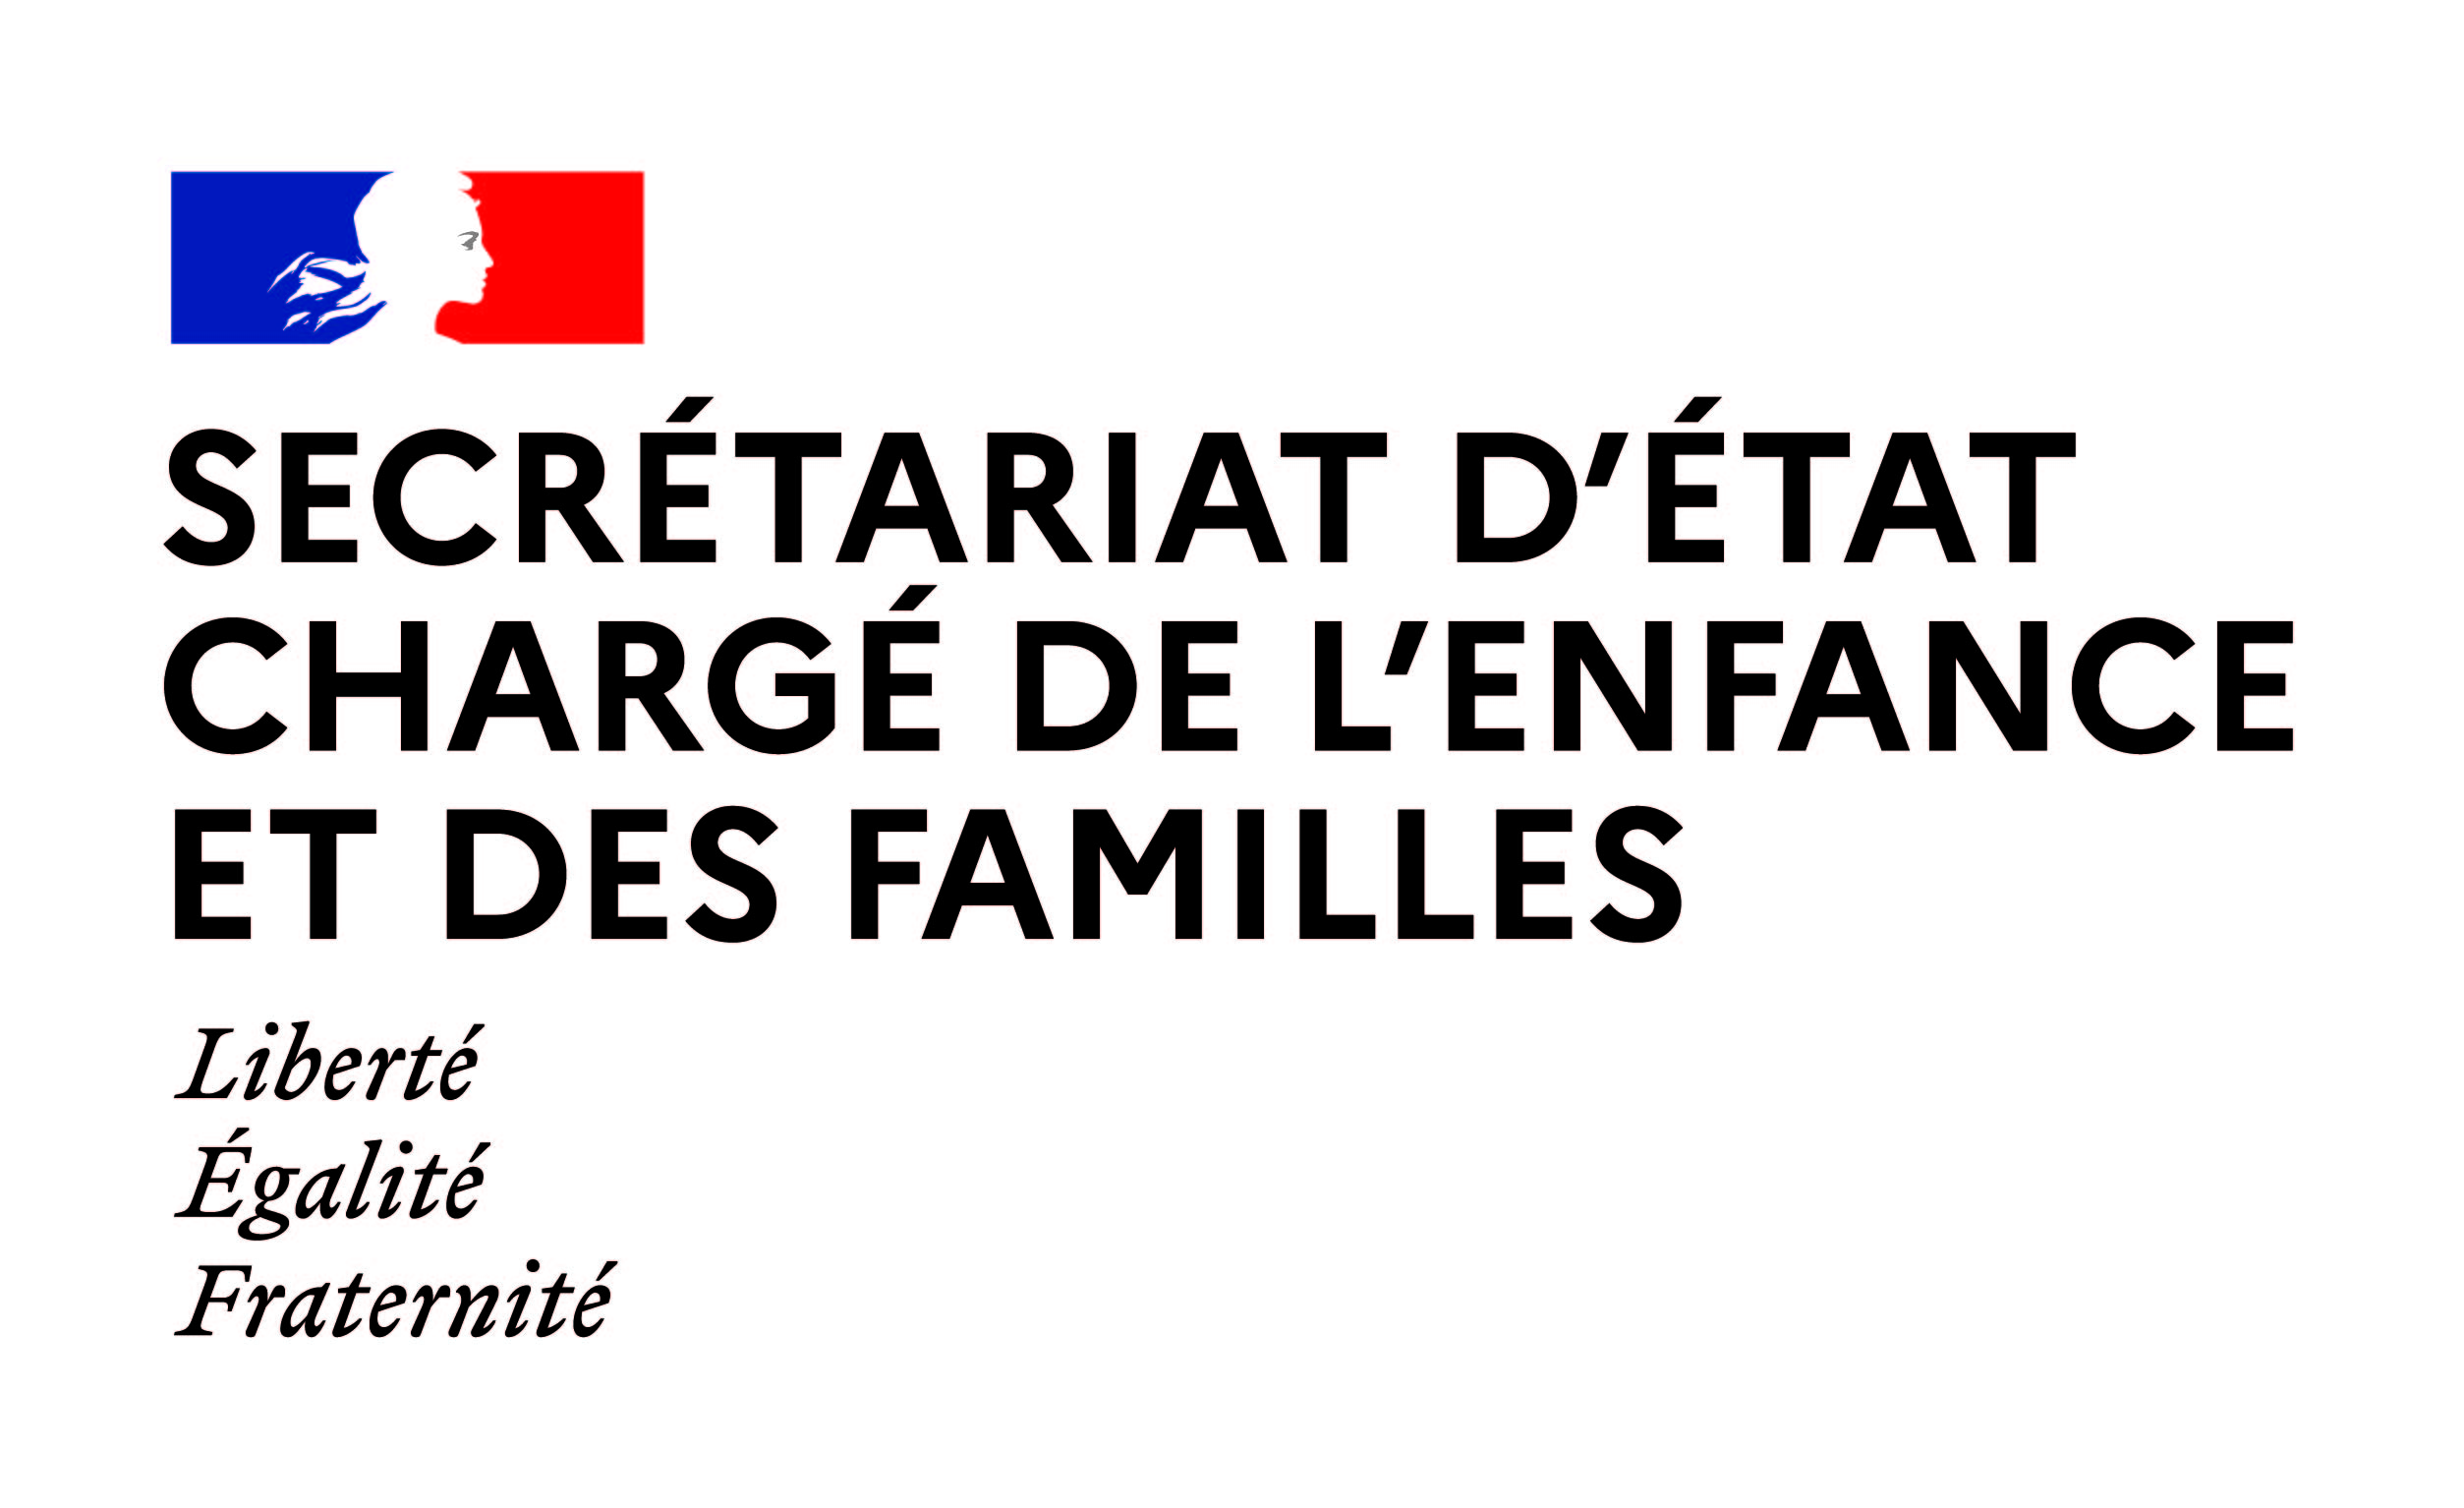 SECRÉTARIAT D’ÉTAT
CHARGÉ DE L’ENFANCE
ET DES FAMILLES
Liberté
Égalité
Fraternité